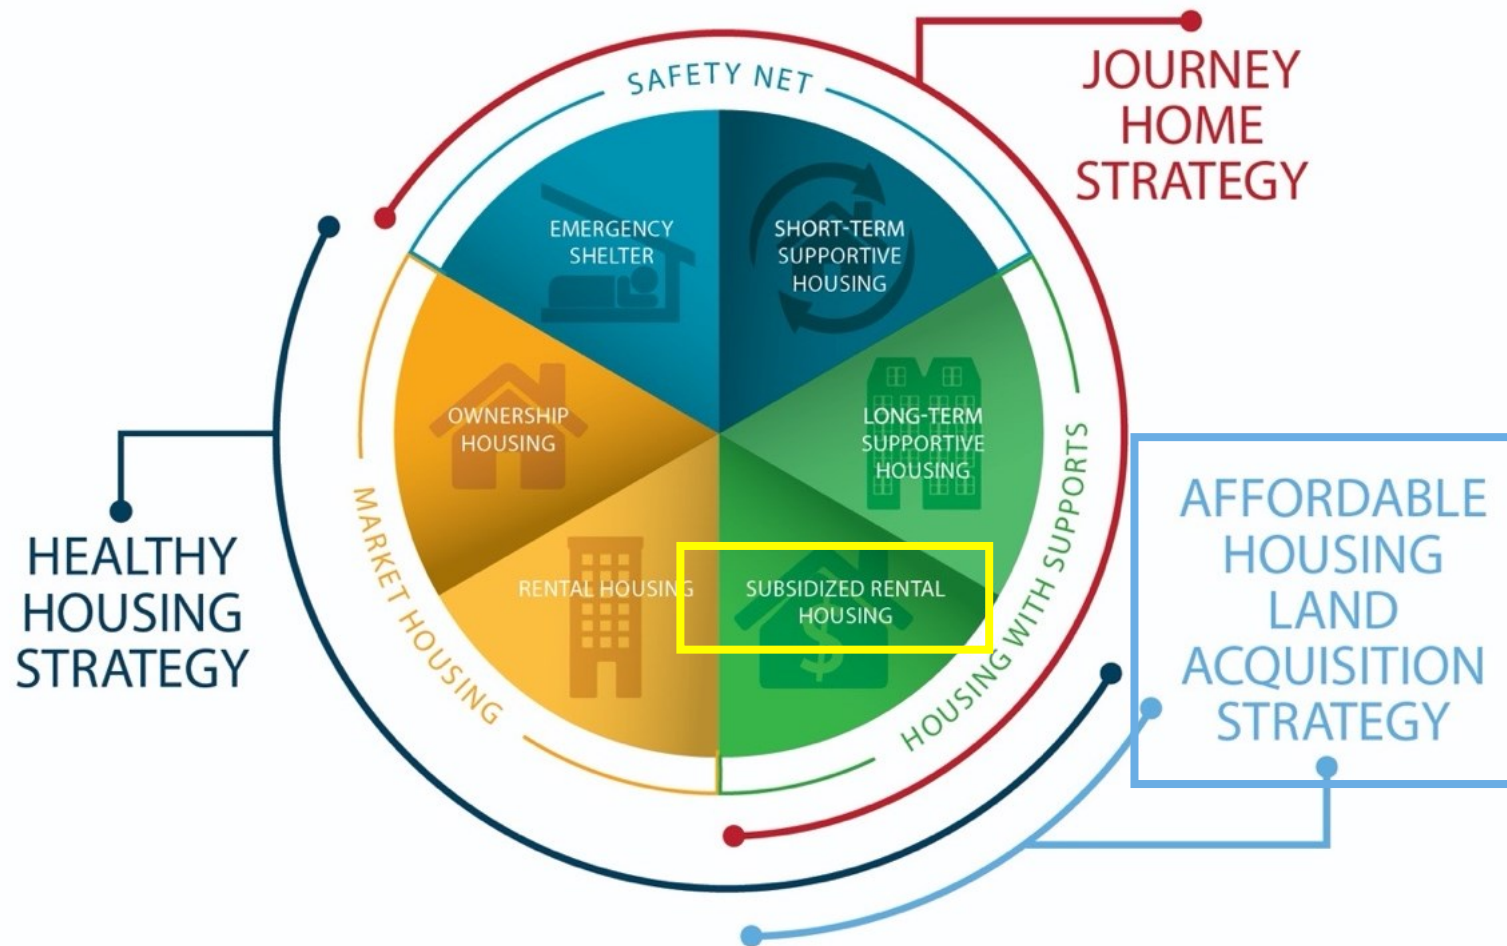 SAFETY NET
JOURNEY
HOME
STRATEGY
EMERGENCY
SHELTER
SHORT-TERM
SUPPORTIVE
HOUSING
OWNERSHIP
HOUSING
LONG-TERM
SUPPORTIVE
HOUSING
RENTAL HOUSING
SUBSIDIZED RENTAL
HOUSING
$
MARKET HOUSING
HOUSING WITH SUPPORTS
HEALTHY
HOUSING
STRATEGY
AFFORDABLE
HOUSING
LAND
ACQUISITION
STRATEGY